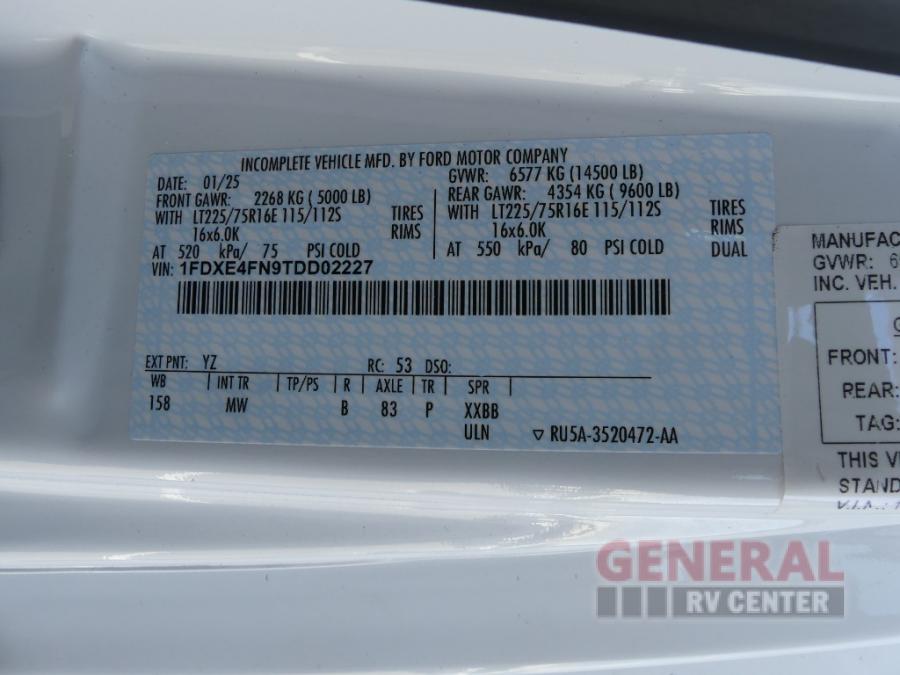 INCOMPLETE VEHICLE MFD. BY FORD MOTOR COMPANY
DATE: 01/25 GVWR: 6577 KG (14500 LB)
FRONT GAWR: 2268 KG ( 5000 LB) REAR GAWR: 4354 KG ( 9600 LB)
WITH LT225/75R16E 115/112S TIRES WITH LT225/75R16E 115/112S TIRES
16x6.0K RIMS 16x6.0K RIMS
AT 520 kPa/ 75 PSI COLD AT 550 kPa/ 80 PSI COLD DUAL
VIN: 1FDXE4FN9TDD02227
EXT PNT: YZ RC: 53 DSO:
WB INT TR TP/PS R AXLE TR SPR
158 MW B 83 P XXBB
ULN ▽ RU5A-3520472-AA
MANUFAC
GVWR: 6
INC. VEH.
FRONT:
REAR:
TAG:
THIS V
STAND
GENERAL
RV CENTER